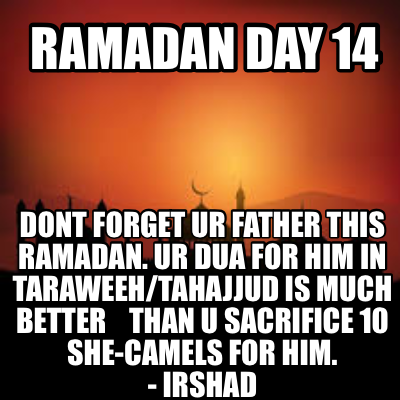 RAMADAN DAY 14
DONT FORGET UR FATHER THIS
RAMADAN. UR DUA FOR HIM IN
TARAWEEH/TAHAJJUD IS MUCH
BETTER THAN U SACRIFICE 10
SHE-CAMELS FOR HIM.
- IRSHAD